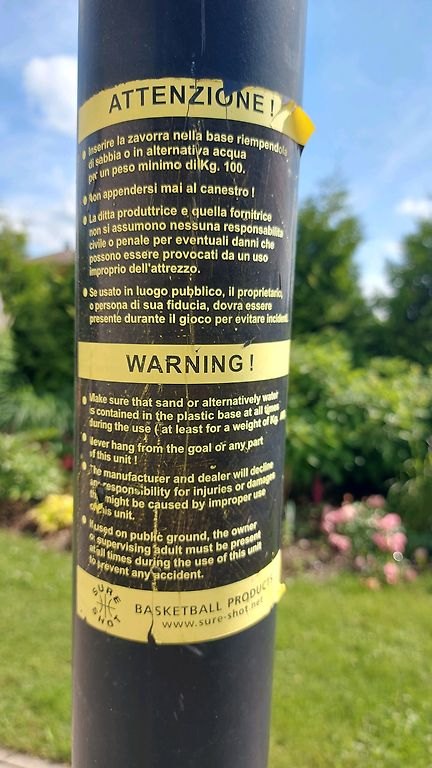 ATTENZIONE!
Inserire la zavorra nella base riempendola
di sabbia o in alternativa acqua
per un peso minimo di Kg. 100.
Non appendersi mai al canestro !
La ditta produttrice e quella fornitrice
non si assumono nessuna responsabilità
civile o penale per eventuali danni che
possono essere provocati da un uso
improprio dell'attrezzo.
Se usato in luogo pubblico, il proprietario,
o persona di sua fiducia, dovra essere
presente durante il gioco per evitare incidenti.
WARNING !
Make sure that sand or alternatively water
is contained in the plastic base at all times
during the use ( at least for a weight of Kg.
Never hang from the goal or any part
of this unit !
The manufacturer and dealer will decline
any responsibility for injuries or damages
might be caused by improper use
of this unit.
If used on public ground, the owner
or supervising adult must be present
at all times during the use of this unit
to prevent any accident.
SURE
SHOT
BASKETBALL PRODUCTS
www.sure-shot.net